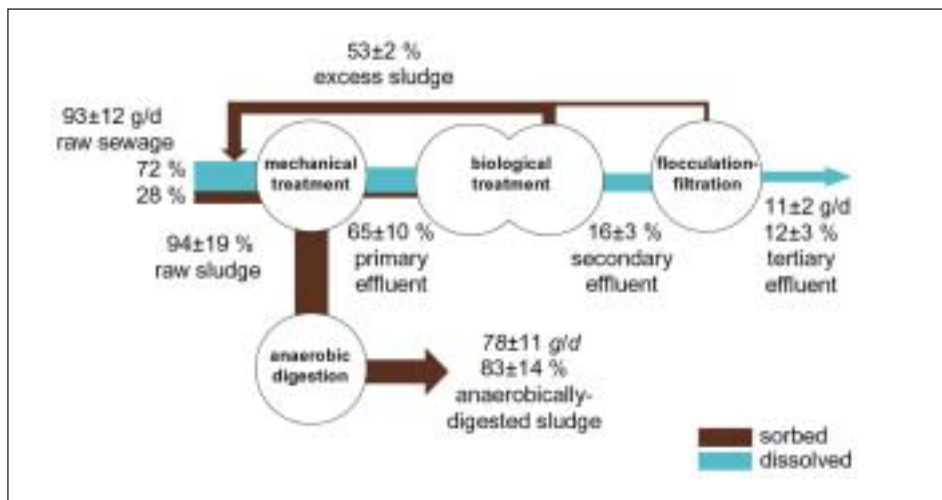 53±2 %
excess sludge
93±12 g/d
raw sewage
72 %
28 %
mechanical
treatment
biological
treatment
flocculation-
filtration
94±19 %
raw sludge
65±10 %
primary
effluent
16±3 %
secondary
effluent
11±2 g/d
12±3 %
tertiary
effluent
anaerobic
digestion
78±11 g/d
83±14 %
anaerobically-
digested sludge
sorbed
dissolved